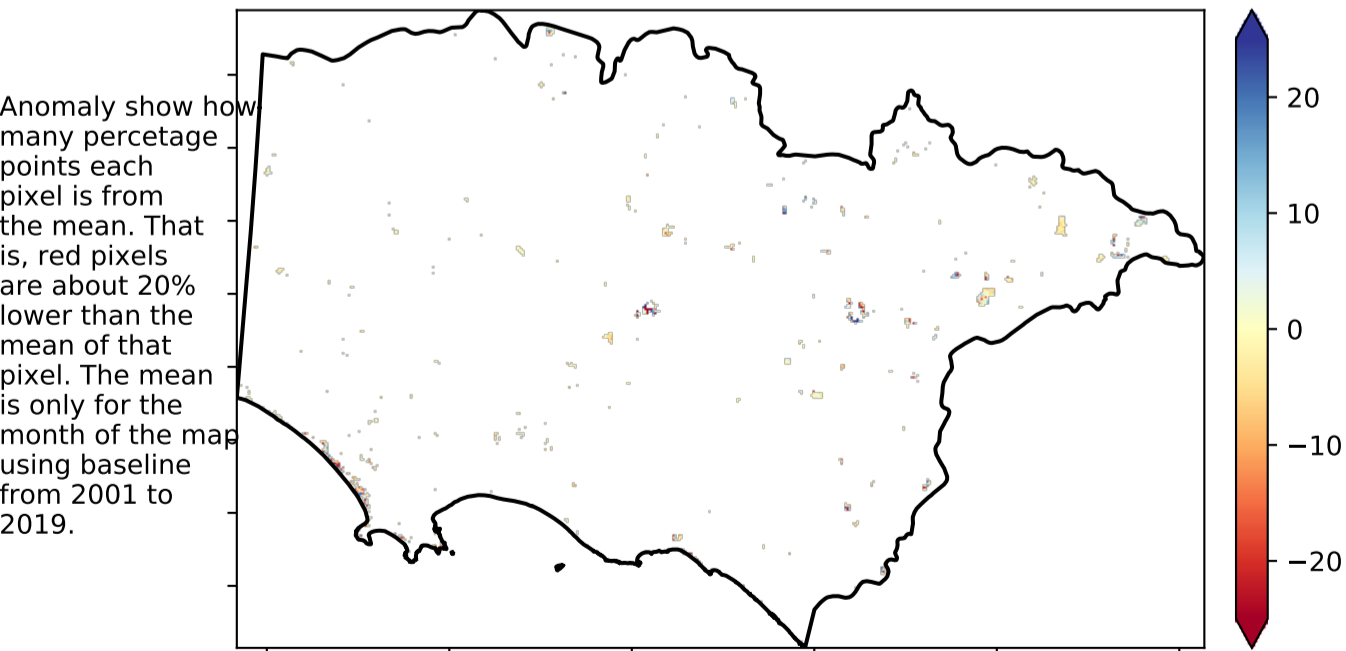 Anomaly show how
many percetage
points each
pixel is from
the mean. That
is, red pixels
are about 20%
lower than the
mean of that
pixel. The mean
is only for the
month of the map
using baseline
from 2001 to
2019.
20
10
0
−10
−20